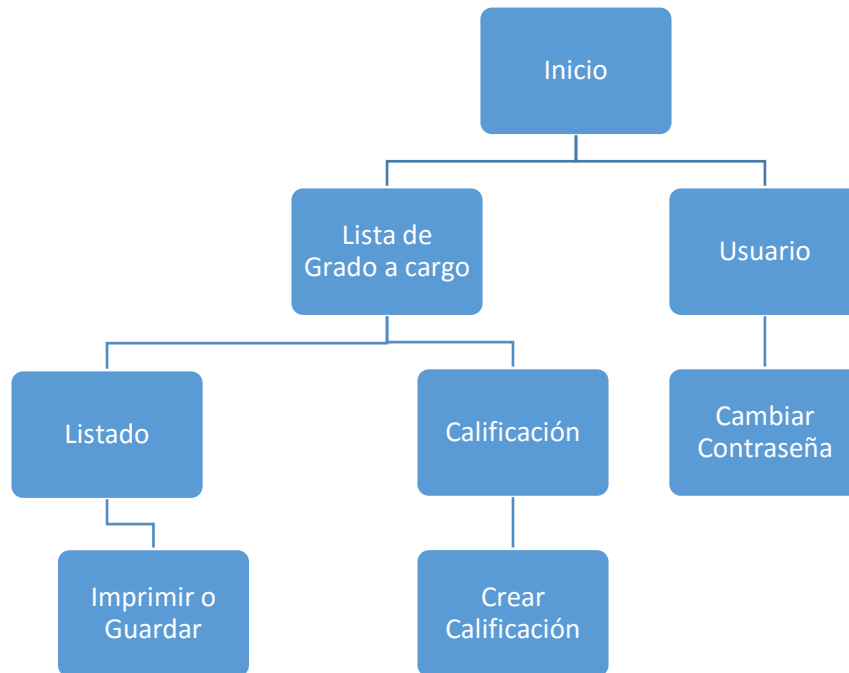 Inicio
Lista de
Grado a cargo
Usuario
Listado
Calificación
Cambiar
Contraseña
Imprimir o
Guardar
Crear
Calificación